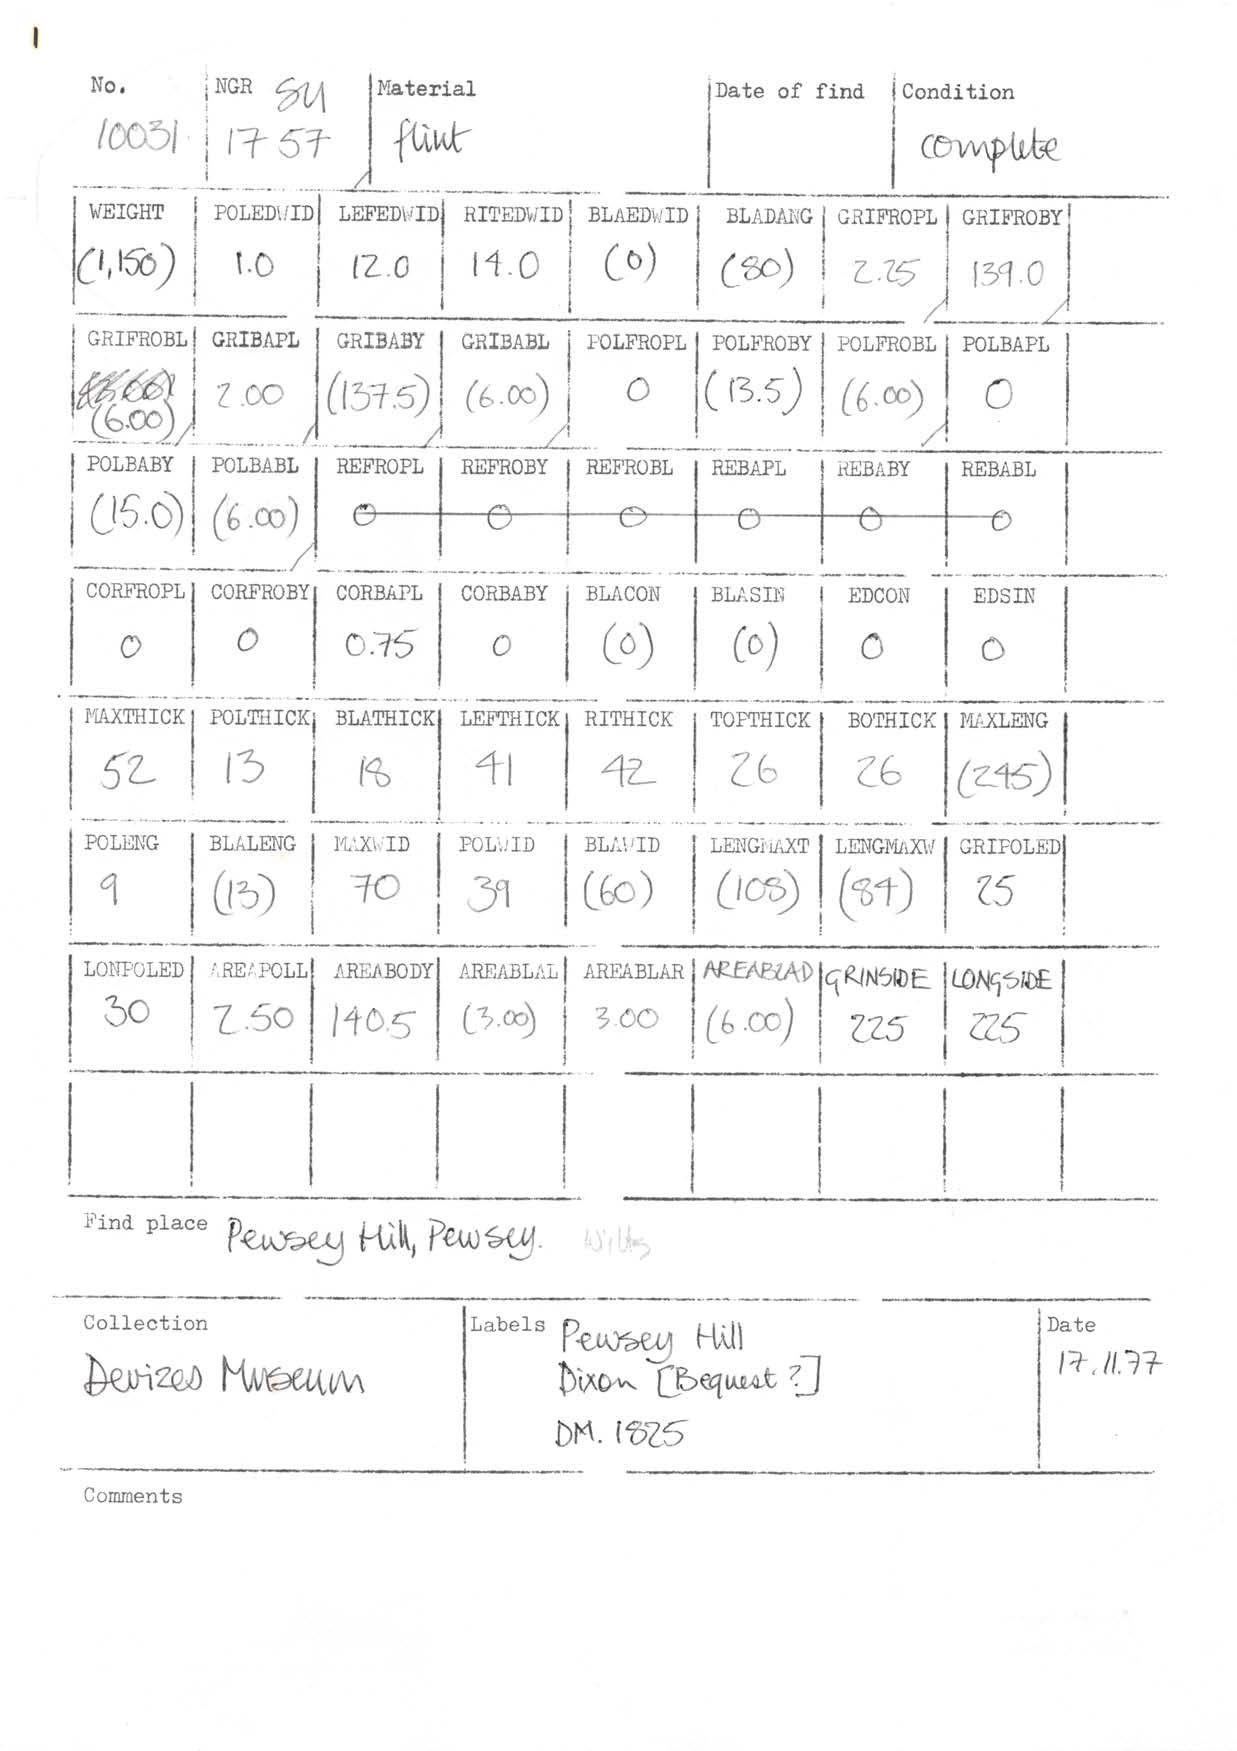 No. NGR SU Material Date of find Condition
10031 17 57 flint complete
WEIGHT POLEDWID LEFEDWID RITEDWID BLAEDWID BLADANG GRIFROPL GRIFROBY
(1,150) 1.0 12.0 14.0 (0) (80) 2.25 139.0
GRIFROBL GRIBAPL GRIBABY GRIBABL POLFROPL POLFROBY POLFROBL POLBAPL
(6.00) 2.00 (137.5) (6.00) 0 (13.5) (6.00) 0
POLBABY POLBABL REFROPL REFROBY REFROBL REBAPL REBABY REBABL
(15.0) (6.00) 0 0 0 0 0 0
CORFROPL CORFROBY CORBAPL CORBABY BLACON BLASIN EDCON EDSIN
0 0 0.75 0 (0) (0) 0 0
MAXTHICK POLTHICK BLATHICK LEFTHICK RITHICK TOPTHICK BOTHICK MAXLENG
52 13 18 41 42 26 26 (245)
POLENG BLALENG MAXWID POLWID BLAWID LENGMAXT LENGMAXW GRIPOLED
9 (13) 70 39 (60) (108) (84) 25
LONPOLED AREAPOLL AREABODY AREABLAL AREABLAR AREABLAD GRINSIDE LONGSIDE
30 2.50 140.5 (3.00) 3.00 (6.00) 225 225
Find place Pewsey Hill, Pewsey. Wilts
Collection Labels Pewsey Hill Date
Devizes Museum Dixon [Bequest ?] 17.11.77
DM. 1825
Comments